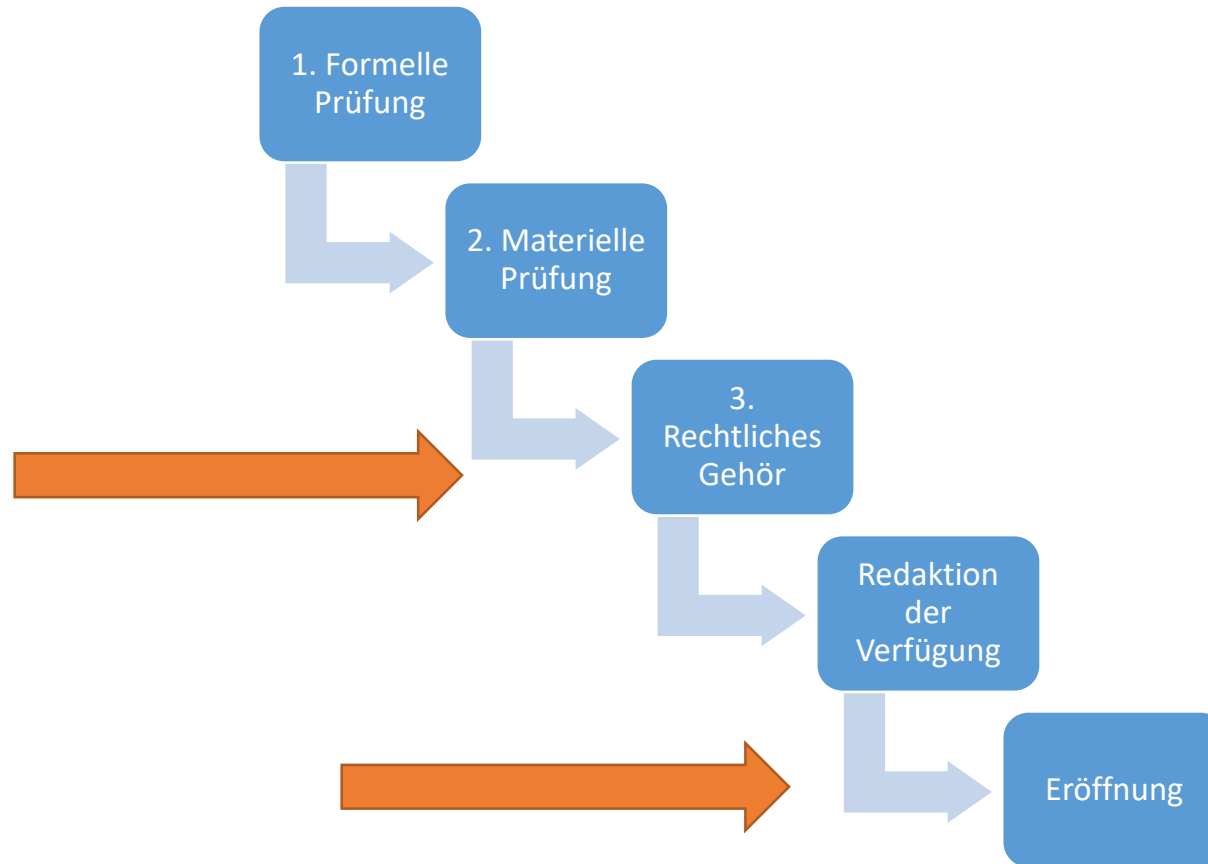 1. Formelle
Prüfung
2. Materielle
Prüfung
3.
Rechtliches
Gehör
Redaktion
der
Verfügung
Eröffnung